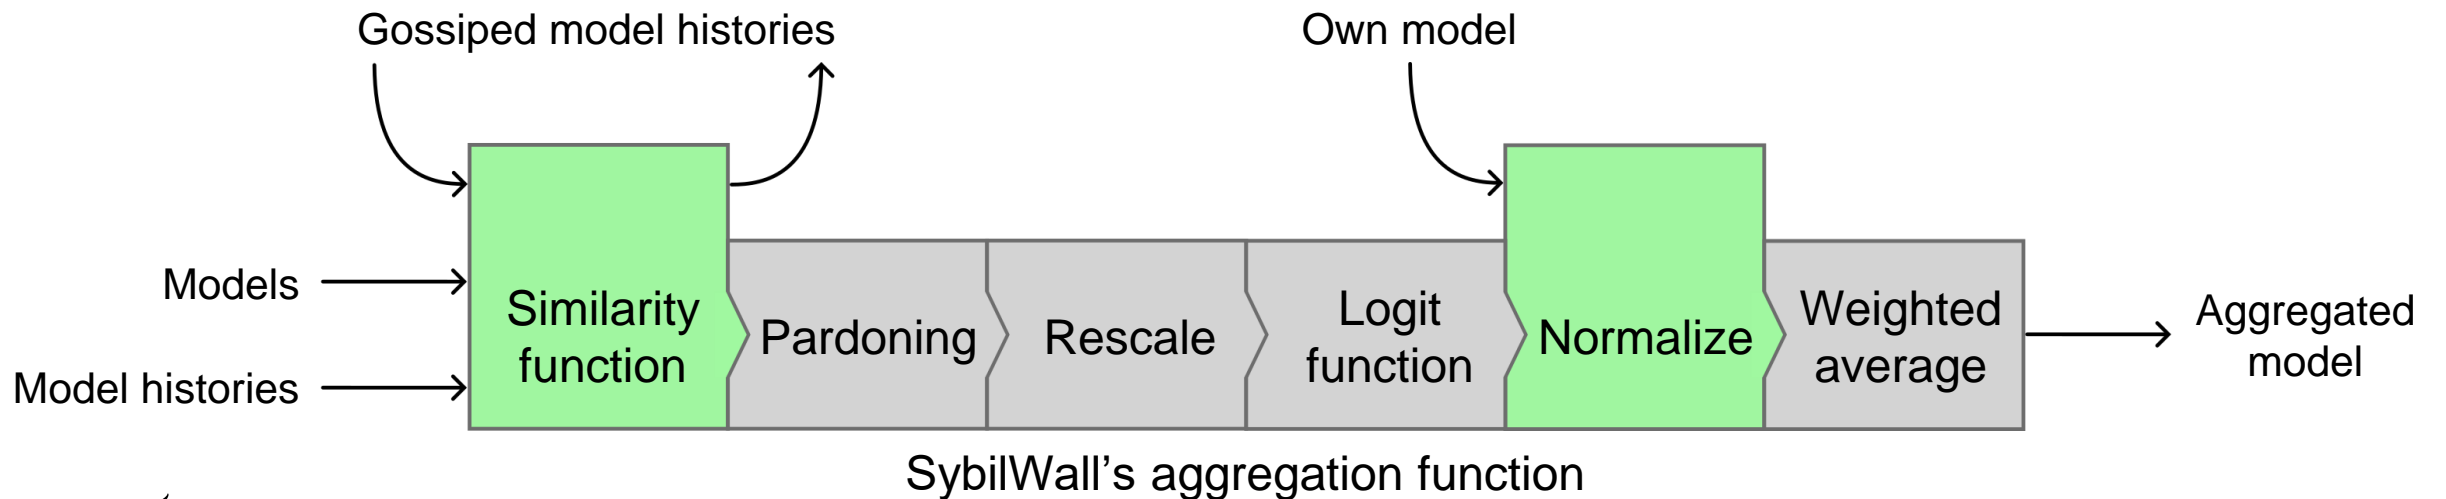 Gossiped model histories
Own model
Models
Model histories
Similarity
function
Pardoning
Rescale
Logit
function
Normalize
Weighted
average
Aggregated
model
SybilWall’s aggregation function